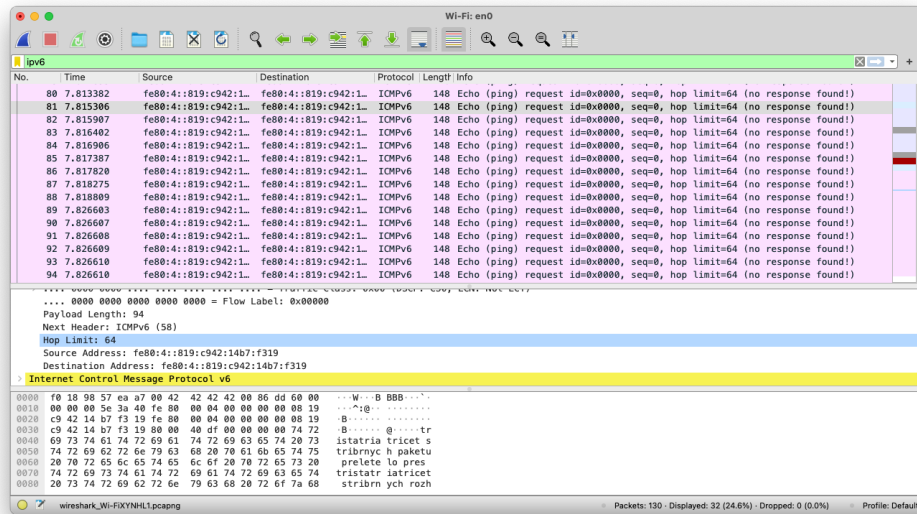 Wi-Fi: en0
ipv6
No. Time Source Destination Protocol Length Info
80 7.813382 fe80:4::819:c942:1… fe80:4::819:c942:1… ICMPv6 148 Echo (ping) request id=0x0000, seq=0, hop limit=64 (no response found!)
81 7.815306 fe80:4::819:c942:1… fe80:4::819:c942:1… ICMPv6 148 Echo (ping) request id=0x0000, seq=0, hop limit=64 (no response found!)
82 7.815907 fe80:4::819:c942:1… fe80:4::819:c942:1… ICMPv6 148 Echo (ping) request id=0x0000, seq=0, hop limit=64 (no response found!)
83 7.816402 fe80:4::819:c942:1… fe80:4::819:c942:1… ICMPv6 148 Echo (ping) request id=0x0000, seq=0, hop limit=64 (no response found!)
84 7.816906 fe80:4::819:c942:1… fe80:4::819:c942:1… ICMPv6 148 Echo (ping) request id=0x0000, seq=0, hop limit=64 (no response found!)
85 7.817387 fe80:4::819:c942:1… fe80:4::819:c942:1… ICMPv6 148 Echo (ping) request id=0x0000, seq=0, hop limit=64 (no response found!)
86 7.817820 fe80:4::819:c942:1… fe80:4::819:c942:1… ICMPv6 148 Echo (ping) request id=0x0000, seq=0, hop limit=64 (no response found!)
87 7.818275 fe80:4::819:c942:1… fe80:4::819:c942:1… ICMPv6 148 Echo (ping) request id=0x0000, seq=0, hop limit=64 (no response found!)
88 7.818809 fe80:4::819:c942:1… fe80:4::819:c942:1… ICMPv6 148 Echo (ping) request id=0x0000, seq=0, hop limit=64 (no response found!)
89 7.826603 fe80:4::819:c942:1… fe80:4::819:c942:1… ICMPv6 148 Echo (ping) request id=0x0000, seq=0, hop limit=64 (no response found!)
90 7.826607 fe80:4::819:c942:1… fe80:4::819:c942:1… ICMPv6 148 Echo (ping) request id=0x0000, seq=0, hop limit=64 (no response found!)
91 7.826608 fe80:4::819:c942:1… fe80:4::819:c942:1… ICMPv6 148 Echo (ping) request id=0x0000, seq=0, hop limit=64 (no response found!)
92 7.826609 fe80:4::819:c942:1… fe80:4::819:c942:1… ICMPv6 148 Echo (ping) request id=0x0000, seq=0, hop limit=64 (no response found!)
93 7.826610 fe80:4::819:c942:1… fe80:4::819:c942:1… ICMPv6 148 Echo (ping) request id=0x0000, seq=0, hop limit=64 (no response found!)
94 7.826610 fe80:4::819:c942:1… fe80:4::819:c942:1… ICMPv6 148 Echo (ping) request id=0x0000, seq=0, hop limit=64 (no response found!)
.... 0000 0000 0000 0000 0000 = Flow Label: 0x00000
Payload Length: 94
Next Header: ICMPv6 (58)
Hop Limit: 64
Source Address: fe80:4::819:c942:14b7:f319
Destination Address: fe80:4::819:c942:14b7:f319
Internet Control Message Protocol v6
0000 f0 18 98 57 ea a7 00 42 42 42 42 00 86 dd 60 00 ···W···B BBB···`·
0010 00 00 00 5e 3a 40 fe 80 00 04 00 00 00 00 08 19 ···^:@·· ········
0020 c9 42 14 b7 f3 19 fe 80 00 04 00 00 00 00 08 19 ·B······ ········
0030 c9 42 14 b7 f3 19 80 00 40 df 00 00 00 00 74 72 ·B······ @·····tr
0040 69 73 74 61 74 72 69 61 74 72 69 63 65 74 20 73 istatria tricet s
0050 74 72 69 62 72 6e 79 63 68 20 70 61 6b 65 74 75 tribrnyc h paketu
0060 20 70 72 65 6c 65 74 65 6c 6f 20 70 72 65 73 20 prelete lo pres
0070 74 72 69 73 74 61 74 72 69 61 74 72 69 63 65 74 tristatr iatricet
0080 20 73 74 72 69 62 72 6e 79 63 68 20 72 6f 7a 68 stribrn ych rozh
wireshark_Wi-FiXYNHL1.pcapng Packets: 130 · Displayed: 32 (24.6%) · Dropped: 0 (0.0%) Profile: Default